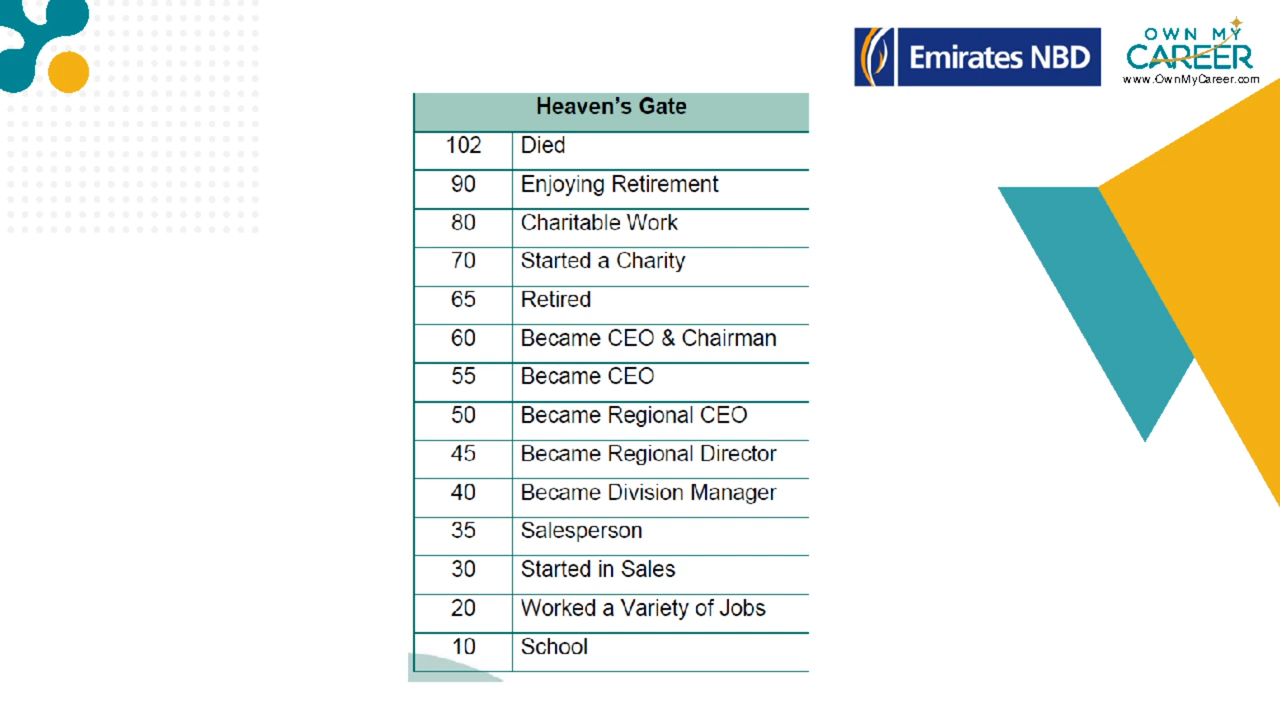 Emirates NBD
OWN MY
CAREER
www.OwnMyCareer.com
Heaven's Gate
102 Died
90 Enjoying Retirement
80 Charitable Work
70 Started a Charity
65 Retired
60 Became CEO & Chairman
55 Became CEO
50 Became Regional CEO
45 Became Regional Director
40 Became Division Manager
35 Salesperson
30 Started in Sales
20 Worked a Variety of Jobs
10 School